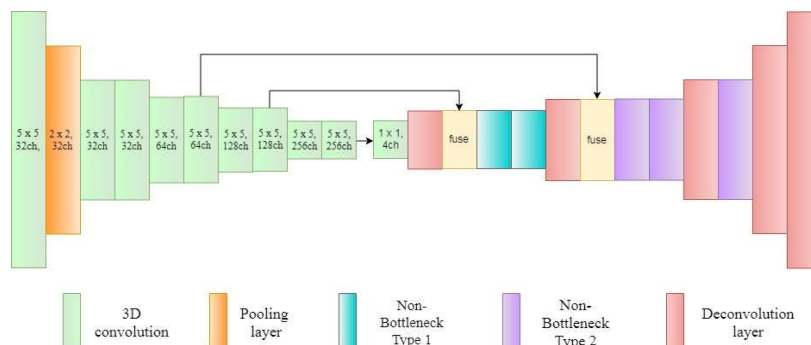 5 x 5
32ch,
2 x 2,
32ch
5 x 5,
32ch
5 x 5,
32ch
5 x 5,
64ch
5 x 5,
64ch
5 x 5,
128ch
5 x 5,
128ch
5 x 5,
256ch
5 x 5,
256ch
1 x 1,
4ch
fuse
fuse
3D
convolution
Pooling
layer
Non-
Bottleneck
Type 1
Non-
Bottleneck
Type 2
Deconvolution
layer